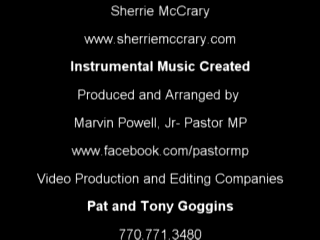 Sherrie McCrary
www.sherriemccrary.com
Instrumental Music Created
Produced and Arranged by
Marvin Powell, Jr- Pastor MP
www.facebook.com/pastormp
Video Production and Editing Companies
Pat and Tony Goggins
770.771.3480